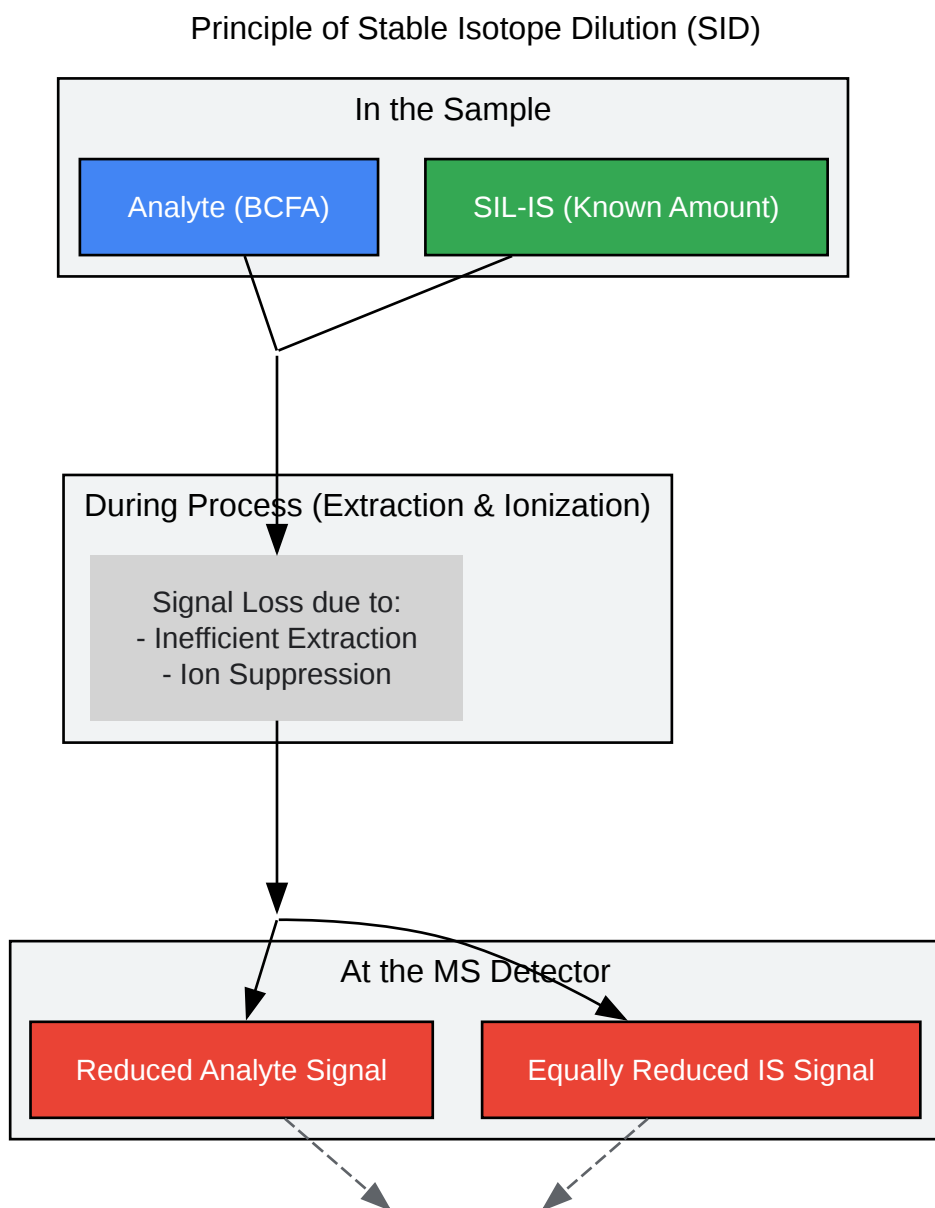 Principle of Stable Isotope Dilution (SID)
In the Sample
Analyte (BCFA)
SIL-IS (Known Amount)
During Process (Extraction & Ionization)
Signal Loss due to:
- Inefficient Extraction
- Ion Suppression
At the MS Detector
Reduced Analyte Signal
Equally Reduced IS Signal